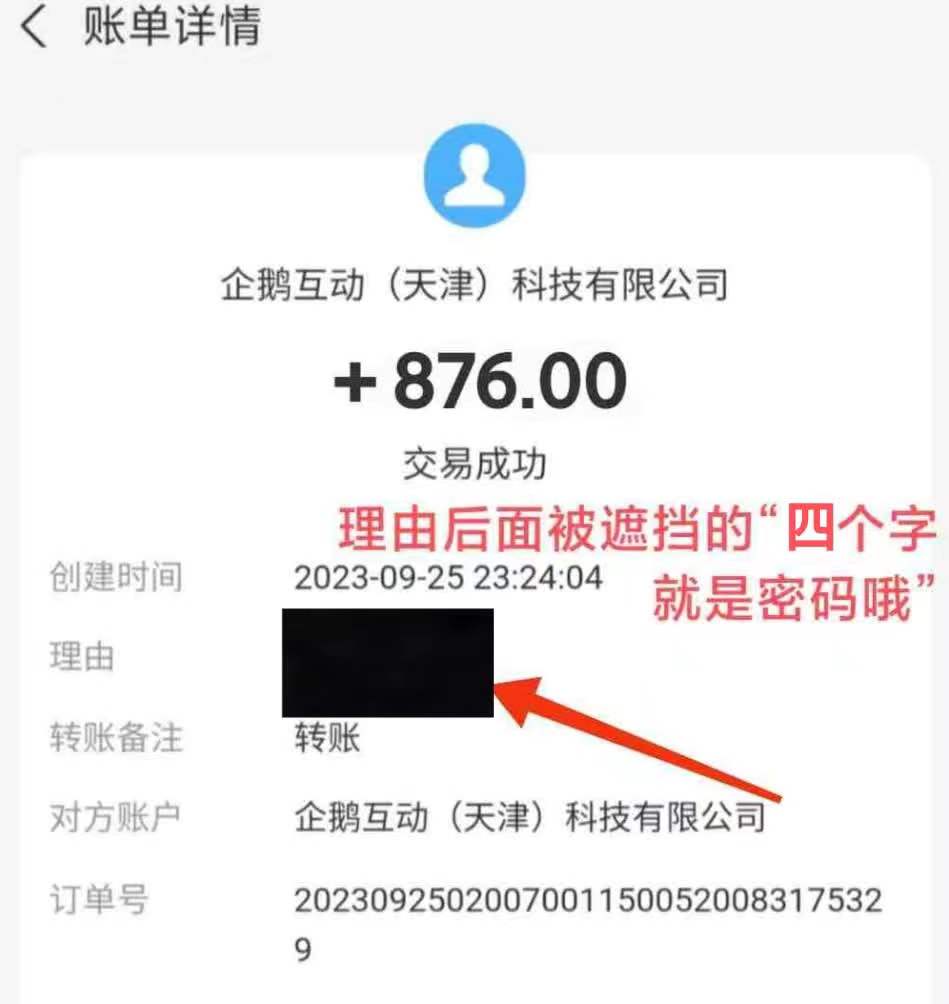 账单详情
企鹅互动（天津）科技有限公司
+876.00
交易成功
理由后面被遮挡的“四个字
就是密码哦”
创建时间 2023-09-25 23:24:04
理由
转账备注 转账
对方账户 企鹅互动（天津）科技有限公司
订单号 2023092502007001150052008317532
9